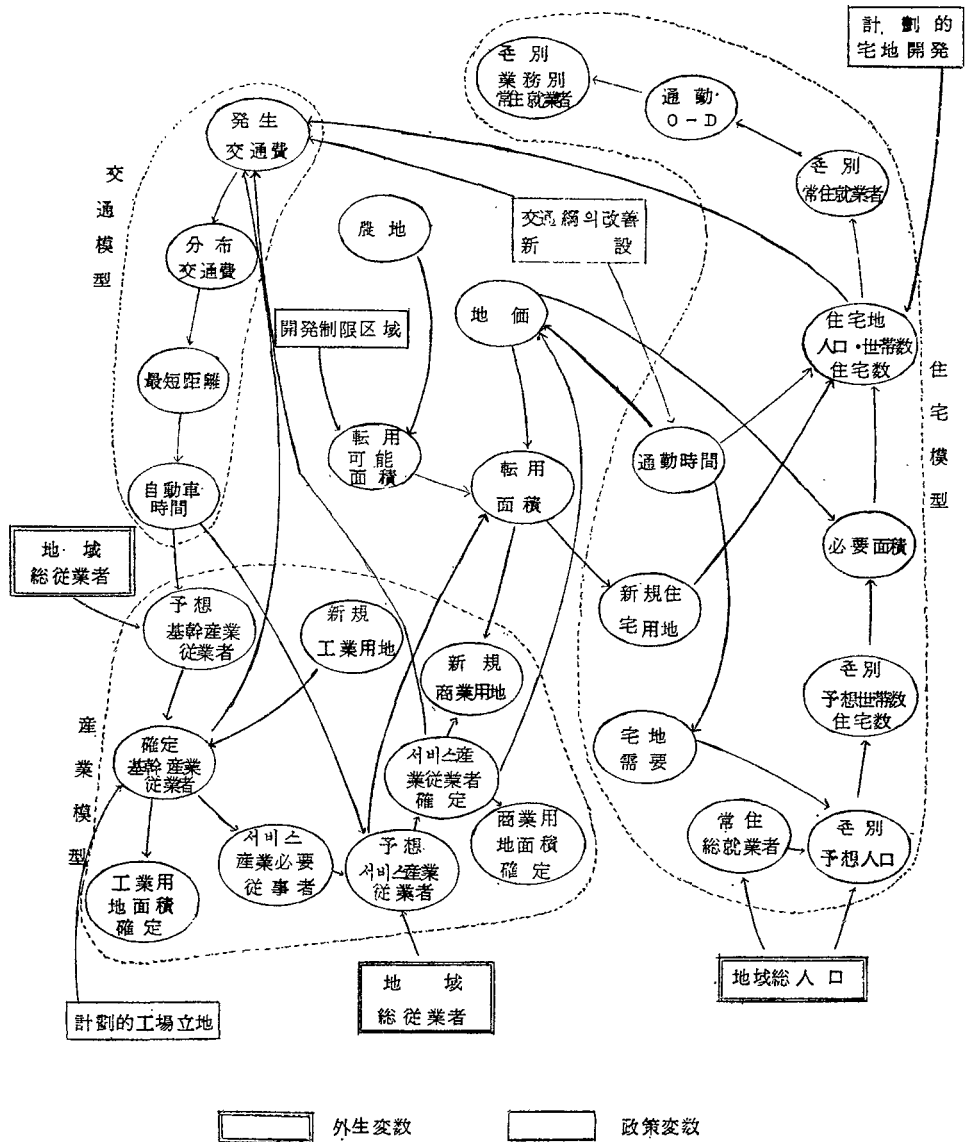 計劃的
宅地開発
존별
業務別
常住就業者
通勤·
O－D
존별
常住就業者
発生
交通費
交通模型
農地
交通網의改善
新設
分布
交通費
開発制限区域
地価
住宅地
人口・世帯数
住宅数
住宅模型
最短距離
転用
可能
面積
転用
面積
通勤時間
自動車
時間
必要面積
地域
総従業者
予想
基幹産業
従業者
新規
工業用地
新規住
宅用地
新規
商業用地
존별
予想世帯数
住宅数
産業模型
確定
基幹産業
従業者
서비스産
業従業者
確定
宅地
需要
常住
総就業者
존별
予想人口
工業用
地面積
確定
서비스
産業必要
従事者
予想
서비스産業
従業者
商業用
地面積
確定
計劃的工場立地
地域
総従業者
地域総人口
外生変数
政策変数